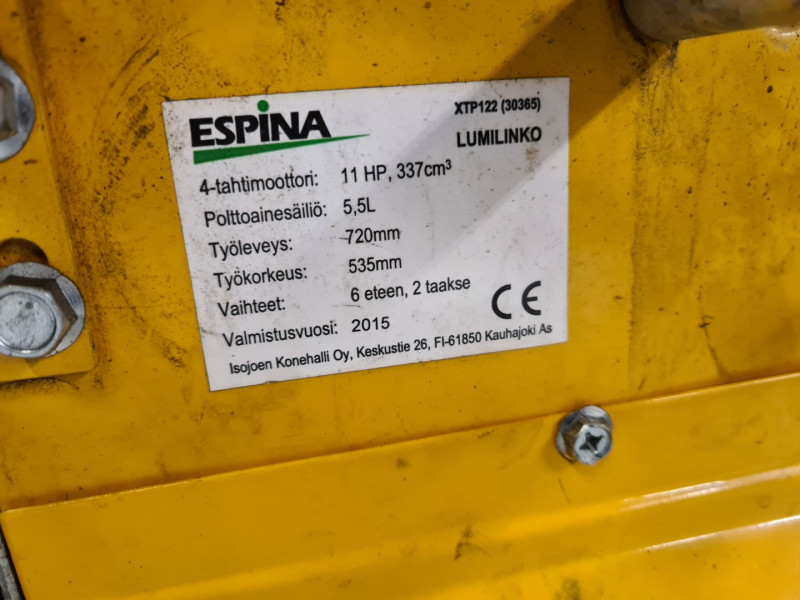 ESPINA
XTP122 (30365)
LUMILINKO
4-tahtimoottori: 11 HP, 337cm³
Polttoainesäiliö: 5,5L
Työleveys: 720mm
Työkorkeus: 535mm
Vaihteet: 6 eteen, 2 taakse
Valmistusvuosi: 2015
CE
Isojoen Konehalli Oy, Keskustie 26, FI-61850 Kauhajoki As